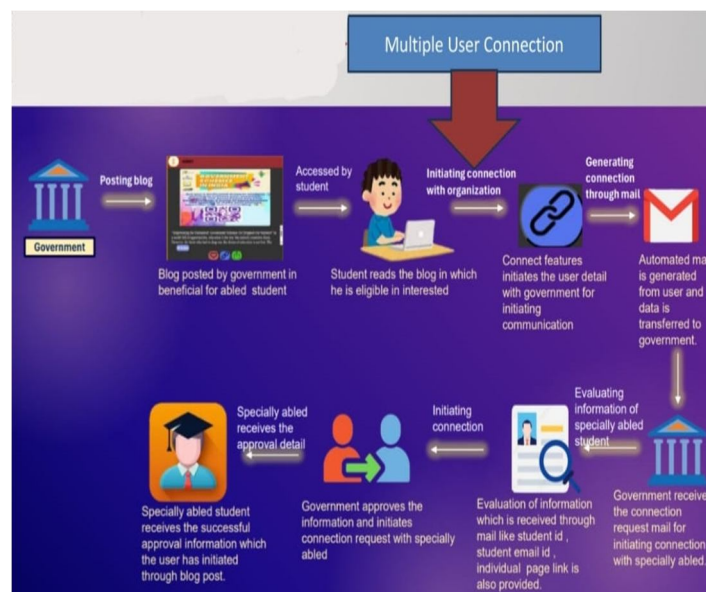 Multiple User Connection
Government
Posting blog
Blog posted by government in
beneficial for abled student
Accessed by
student
Student reads the blog in which
he is eligible in interested
Initiating connection
with organization
Connect features
initiates the user detail
with government for
initiating
communication
Generating
connection
through mail
Automated ma
is generated
from user and
data is
transferred to
government.
Evaluating
information of
specially abled
student
Government receive
the connection
request mail for
initiating connection
with specially abled.
Initiating
connection
Evaluation of information
which is received through
mail like student id ,
student email id ,
individual page link is
also provided.
Specially abled
receives the
approval detail
Government approves the
information and initiates
connection request with specially
abled
Specially abled student
receives the successful
approval information which
the user has initiated
through blog post.